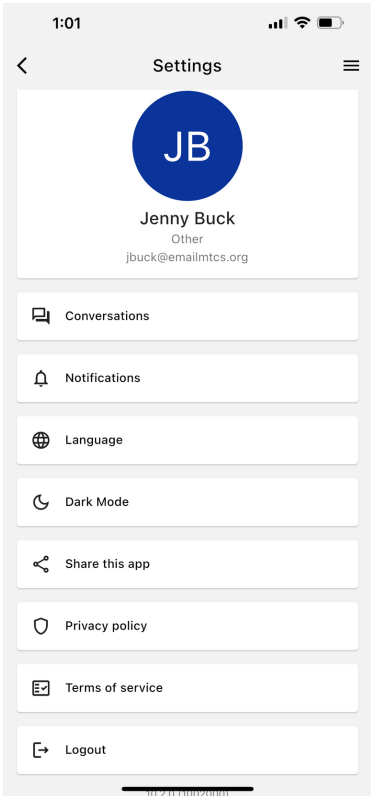 1:01
Settings
JB
Jenny Buck
Other
jbuck@emailmtcs.org
Conversations
Notifications
Language
Dark Mode
Share this app
Privacy policy
Terms of service
Logout